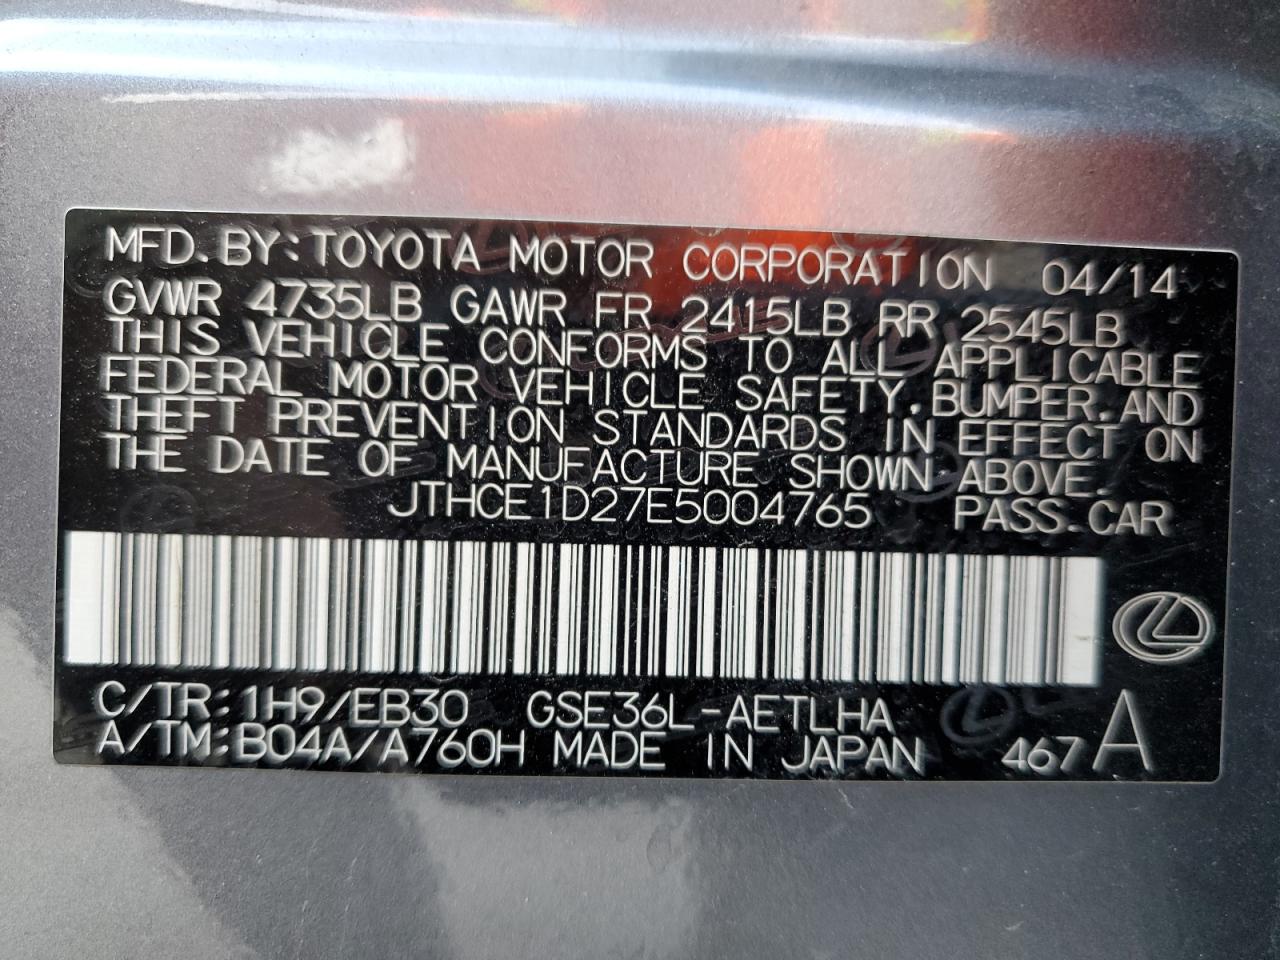 MFD. BY: TOYOTA MOTOR CORPORATION 04/14
GVWR 4735LB GAWR FR 2415LB RR 2545LB
THIS VEHICLE CONFORMS TO ALL APPLICABLE
FEDERAL MOTOR VEHICLE SAFETY, BUMPER, AND
THEFT PREVENTION STANDARDS IN EFFECT ON
THE DATE OF MANUFACTURE SHOWN ABOVE.
JTHCE1D27E5004765 PASS. CAR
C/TR: 1H9/EB30 GSE36L-AETLHA
A/TM: B04A/A760H MADE IN JAPAN 467 A